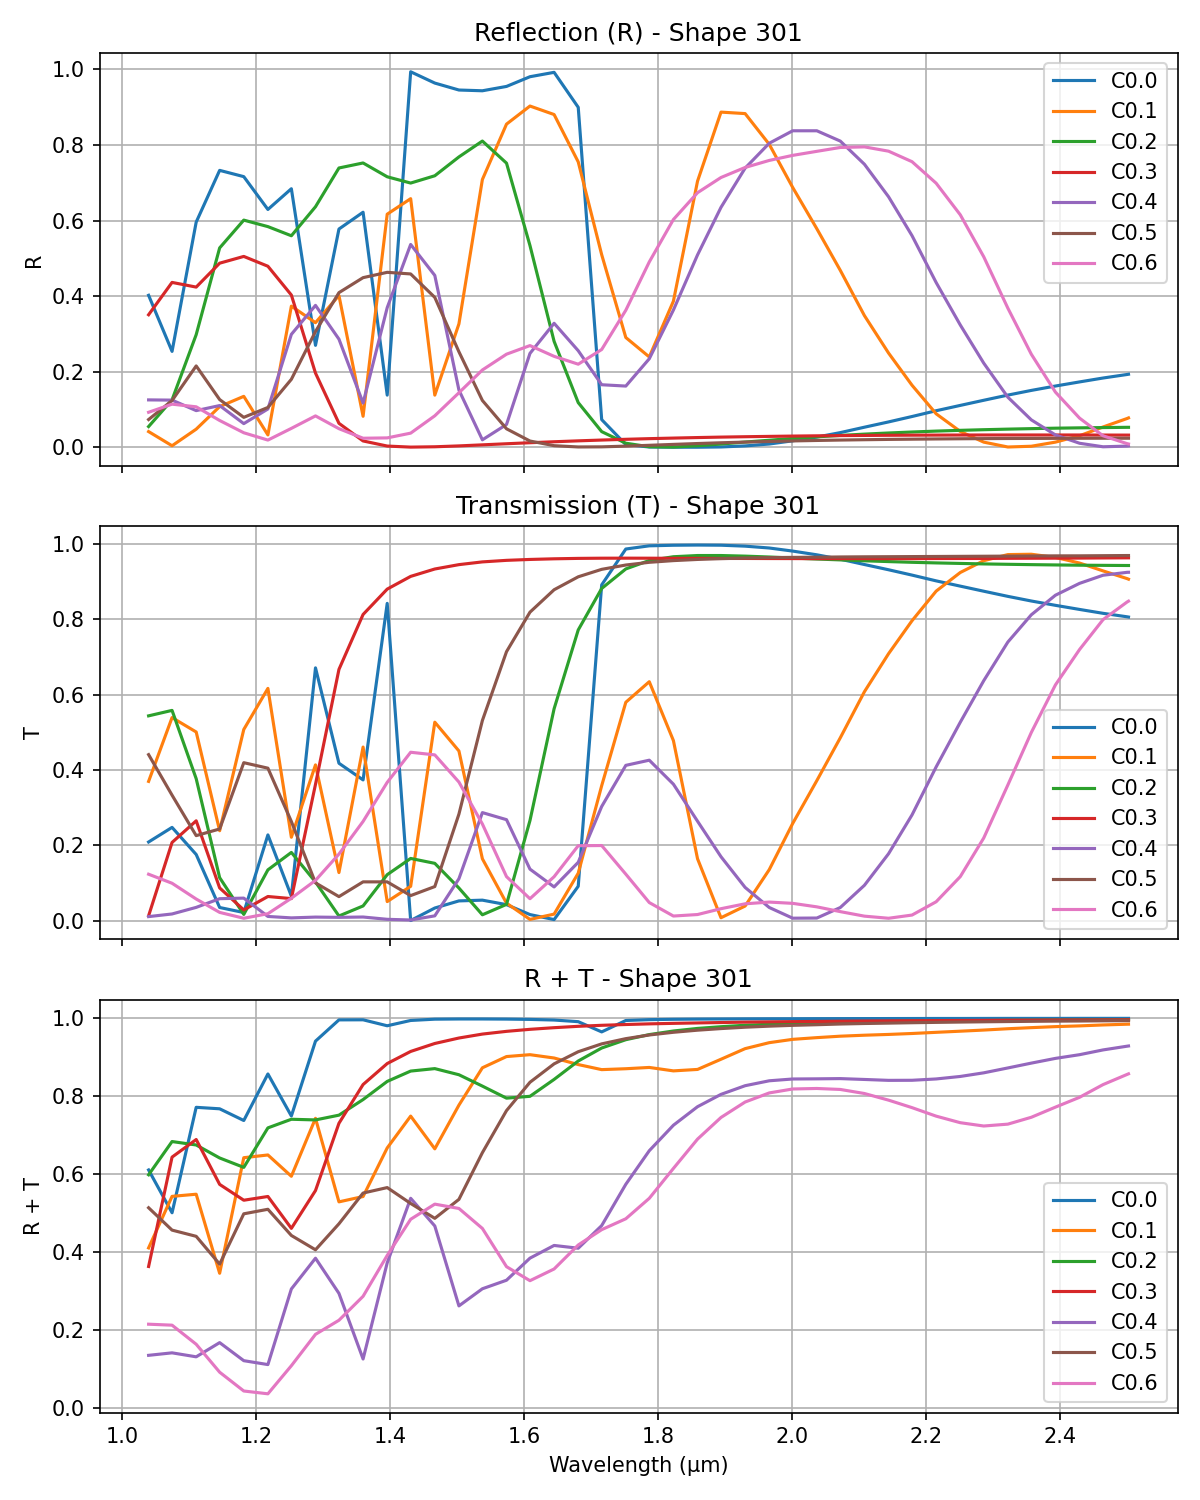 Reflection (R) - Shape 301
1.0
0.8
0.6
0.4
0.2
0.0
R
C0.0
C0.1
C0.2
C0.3
C0.4
C0.5
C0.6
Transmission (T) - Shape 301
1.0
0.8
0.6
0.4
0.2
0.0
T
C0.0
C0.1
C0.2
C0.3
C0.4
C0.5
C0.6
R + T - Shape 301
1.0
0.8
0.6
0.4
0.2
0.0
R + T
C0.0
C0.1
C0.2
C0.3
C0.4
C0.5
C0.6
1.0 1.2 1.4 1.6 1.8 2.0 2.2 2.4
Wavelength (μm)